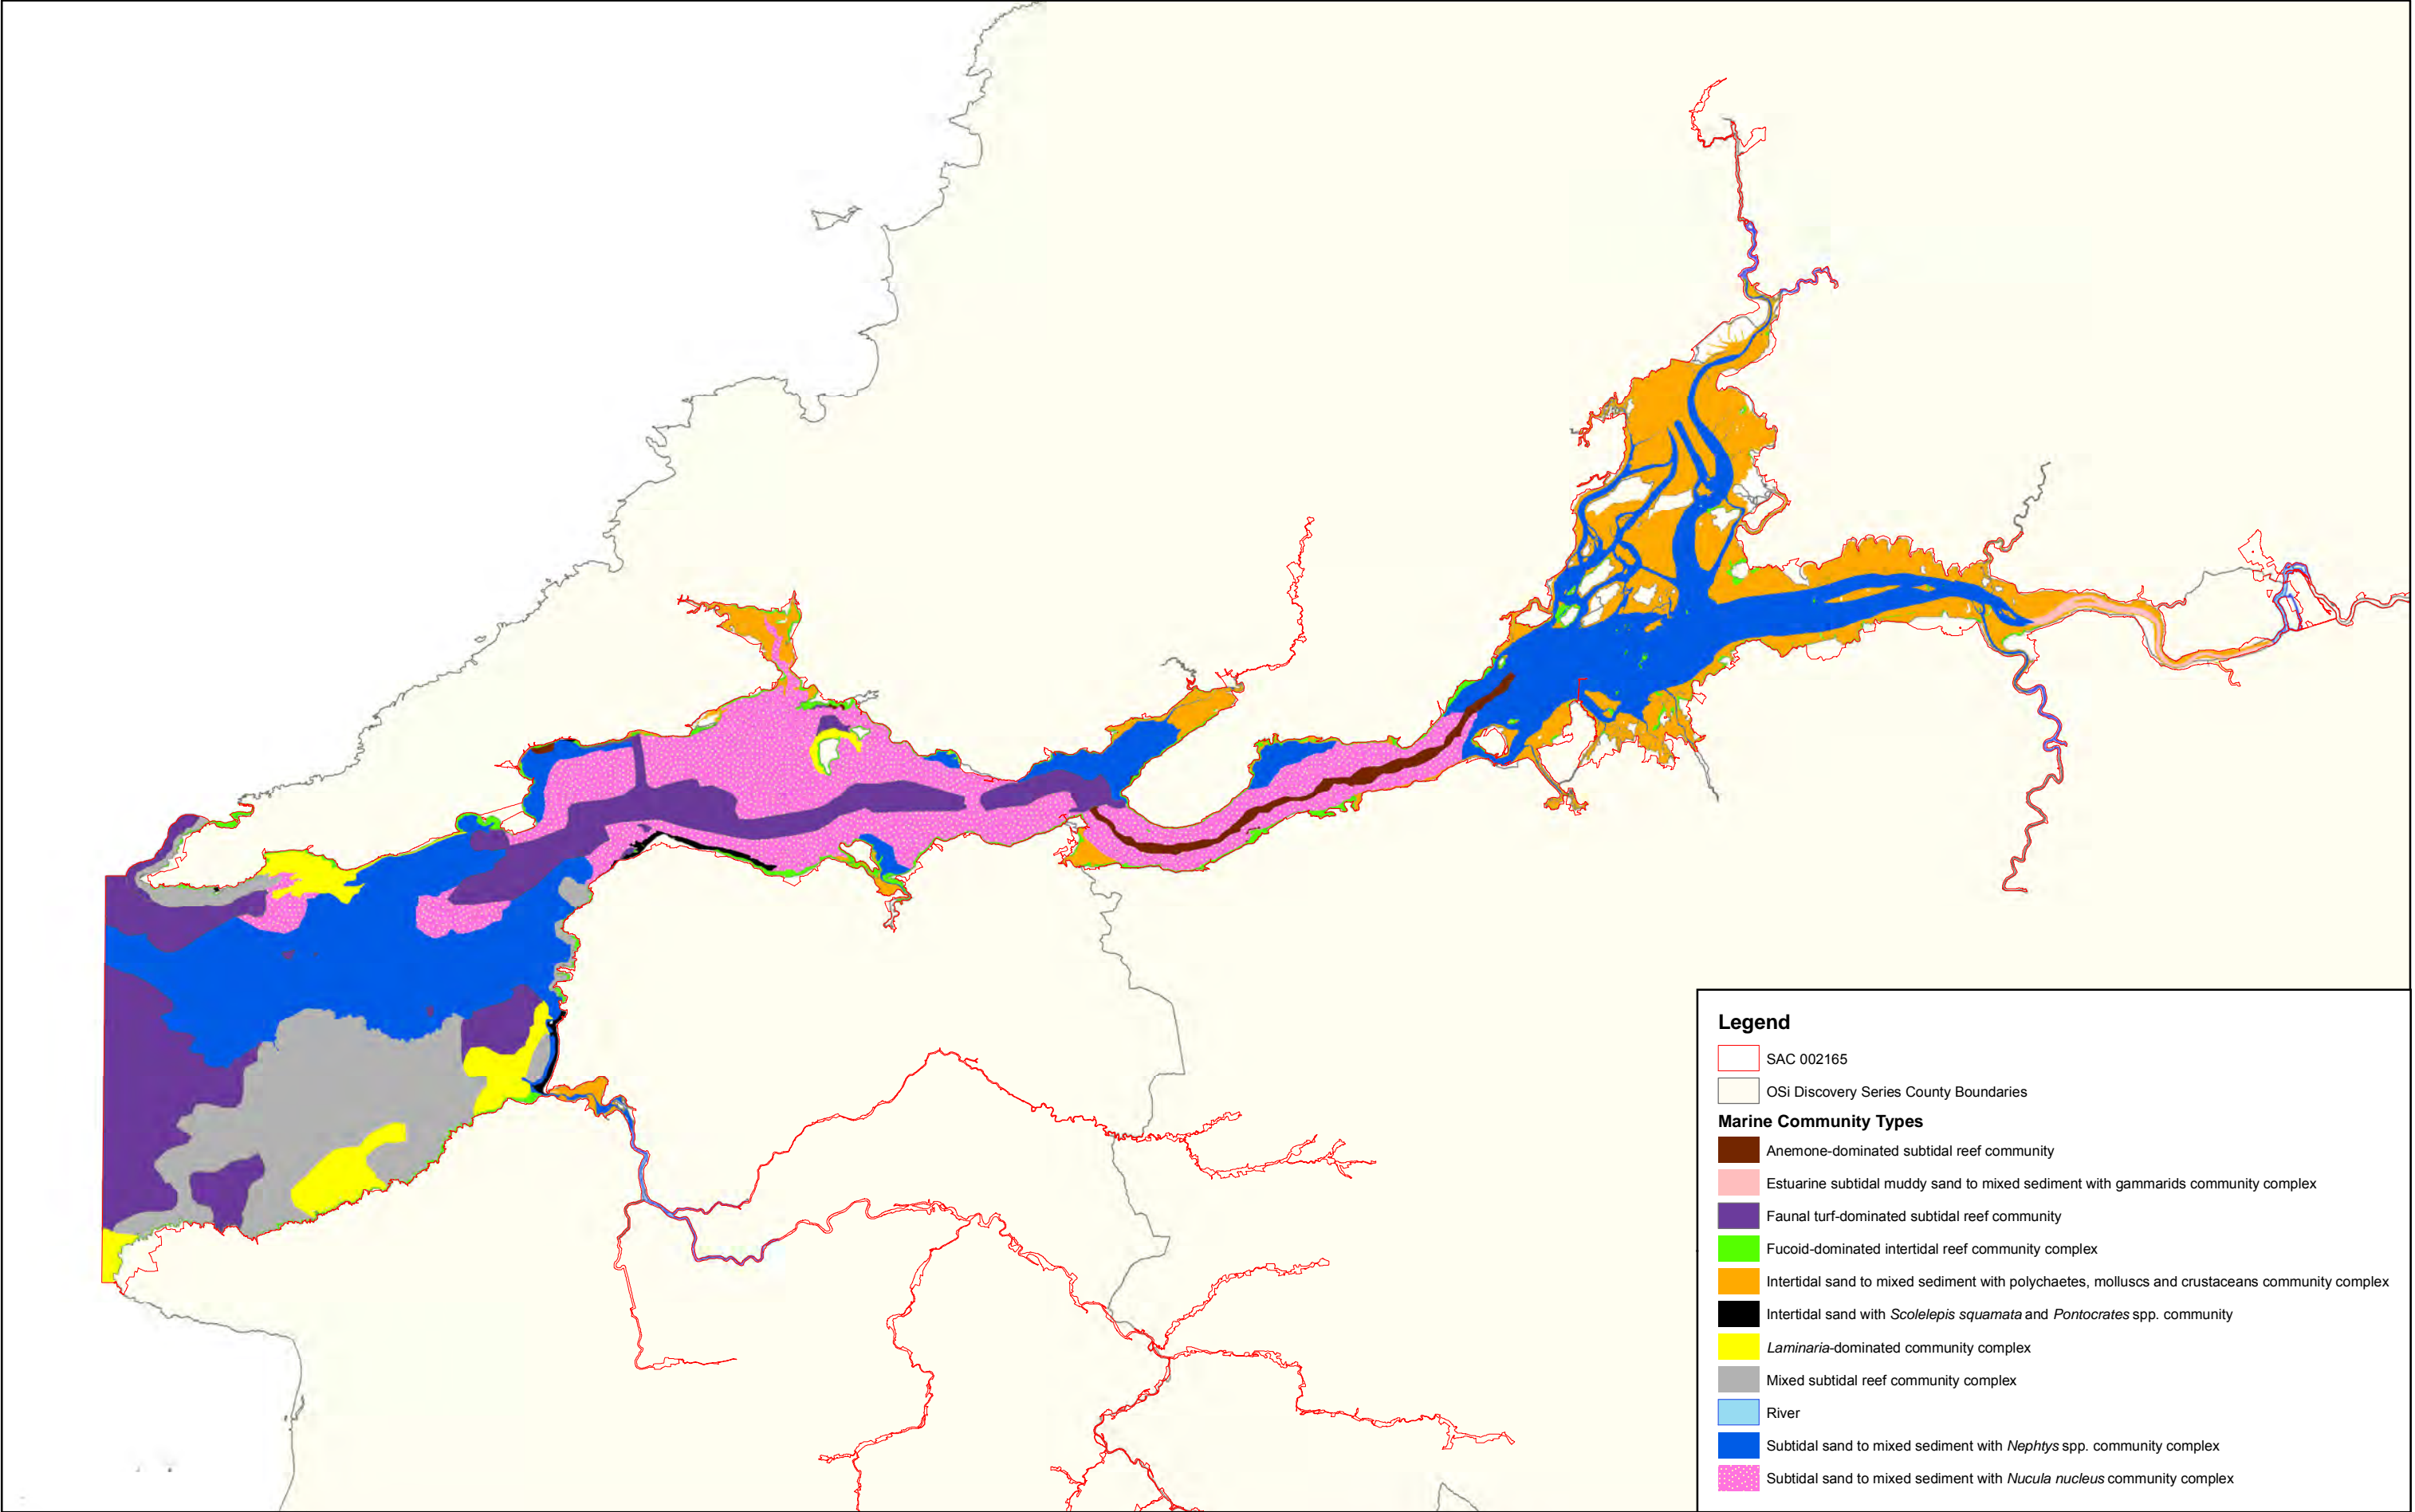 Legend
SAC 002165
OSi Discovery Series County Boundaries
Marine Community Types
Anemone-dominated subtidal reef community
Estuarine subtidal muddy sand to mixed sediment with gammarids community complex
Faunal turf-dominated subtidal reef community
Fucoid-dominated intertidal reef community complex
Intertidal sand to mixed sediment with polychaetes, molluscs and crustaceans community complex
Intertidal sand with Scolelepis squamata and Pontocrates spp. community
Laminaria-dominated community complex
Mixed subtidal reef community complex
River
Subtidal sand to mixed sediment with Nephtys spp. community complex
Subtidal sand to mixed sediment with Nucula nucleus community complex